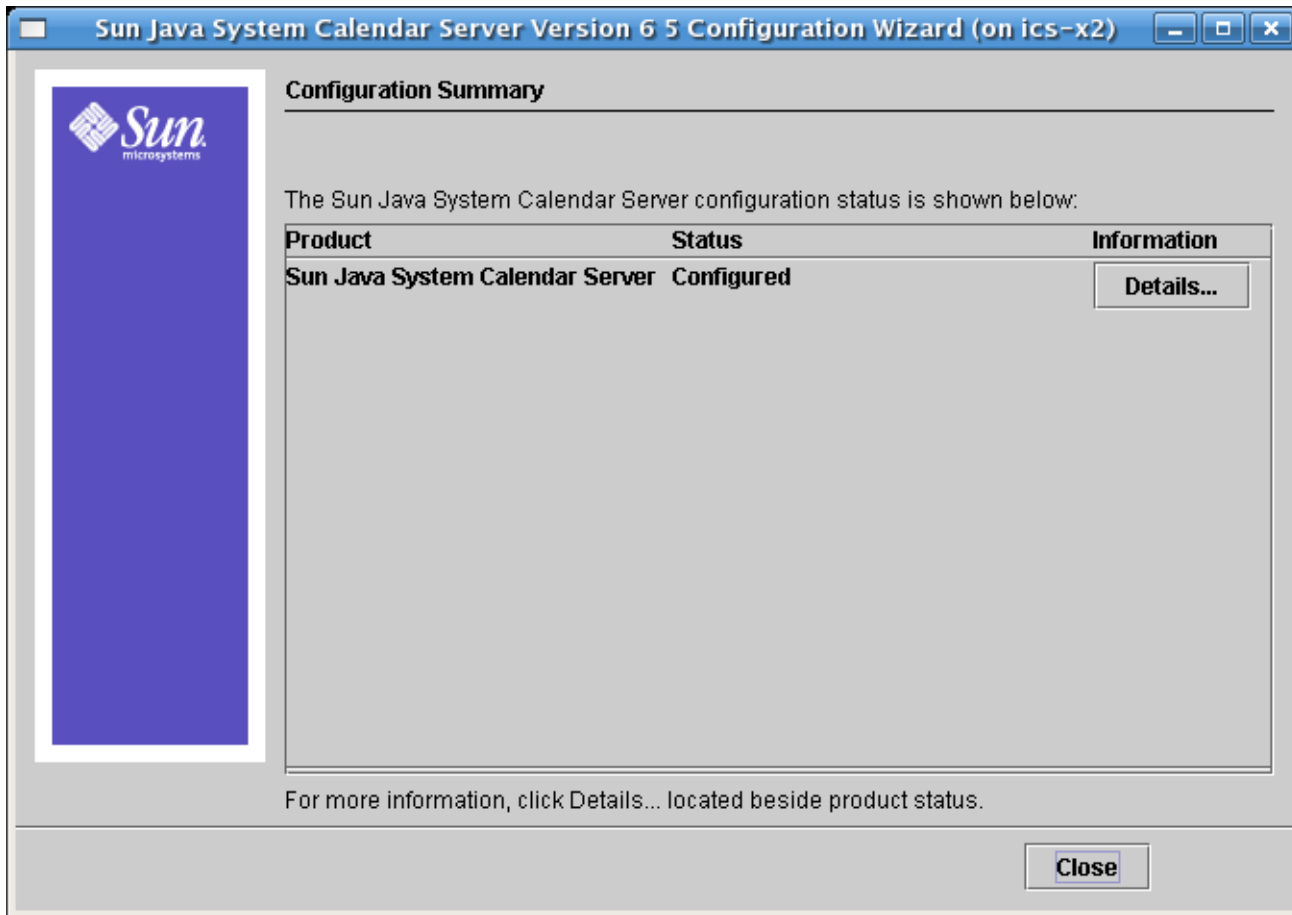 Sun Java System Calendar Server Version 6 5 Configuration Wizard (on ics-x2)
Sun
microsystems
Configuration Summary
The Sun Java System Calendar Server configuration status is shown below:
Product Status Information
Sun Java System Calendar Server Configured Details...
For more information, click Details... located beside product status.
Close